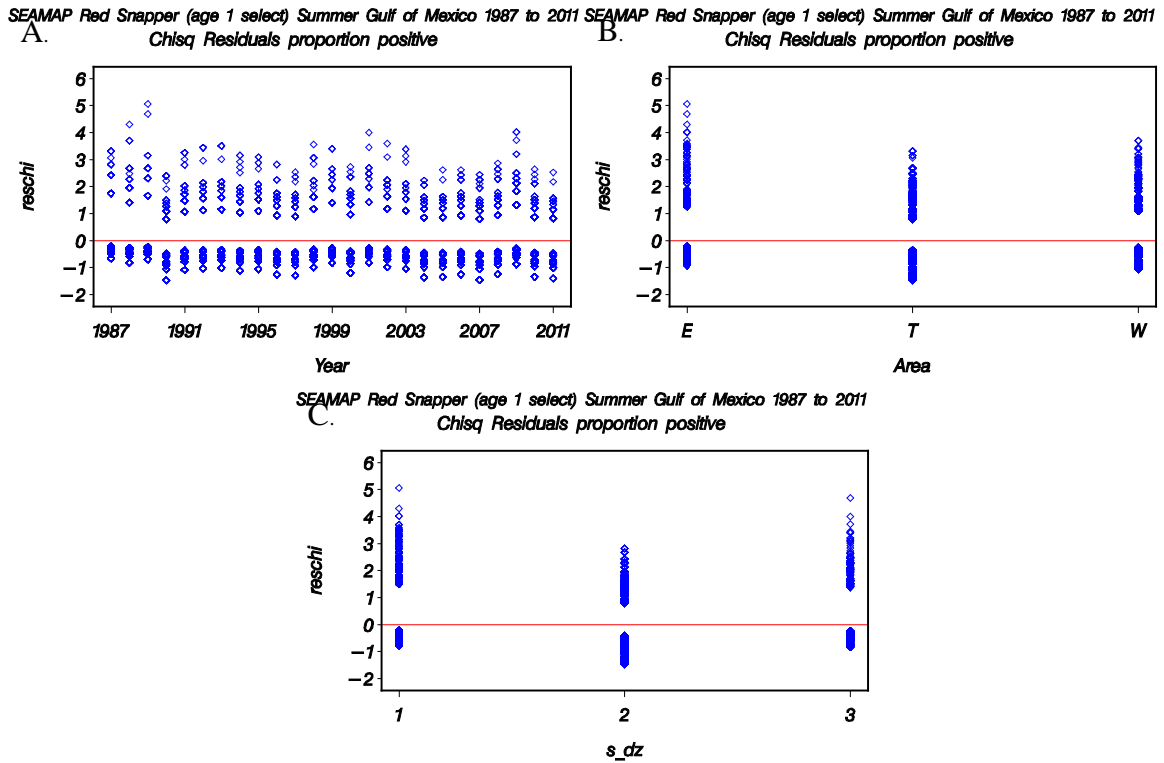 SEAMAP Red Snapper (age 1 select) Summer Gulf of Mexico 1987 to 2011
A.
Chisq Residuals proportion positive
6
5
4
3
2
1
0
−1
−2
reschi
1987 1991 1995 1999 2003 2007 2011
Year
SEAMAP Red Snapper (age 1 select) Summer Gulf of Mexico 1987 to 2011
B.
Chisq Residuals proportion positive
6
5
4
3
2
1
0
−1
−2
reschi
E T W
Area
SEAMAP Red Snapper (age 1 select) Summer Gulf of Mexico 1987 to 2011
C.
Chisq Residuals proportion positive
6
5
4
3
2
1
0
−1
−2
reschi
1 2 3
s_dz